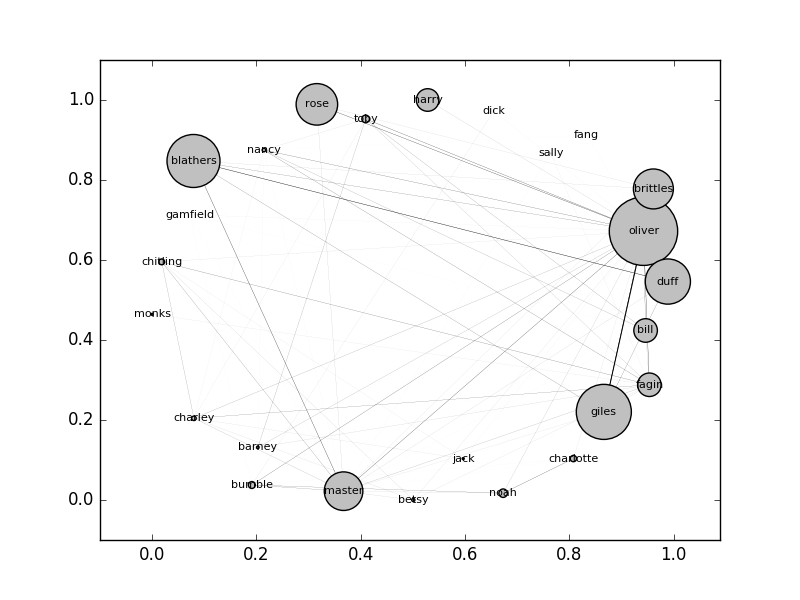 1.0
0.8
0.6
0.4
0.2
0.0
rose
harry
toby
dick
fang
nancy
sally
blathers
brittles
gamfield
oliver
chitling
duff
monks
bill
fagin
charley
giles
barney
jack
charlotte
bumble
master
betsy
noah
0.0 0.2 0.4 0.6 0.8 1.0